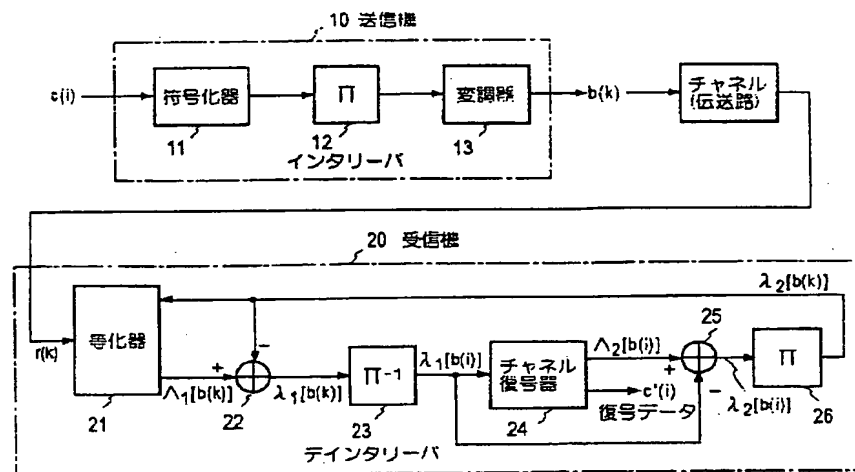 10 送信機
c(i)
符号化器
Π
変調器
b(k)
チャネル
(伝送路)
11
12
13
インタリーバ
20 受信機
λ₂[b(k)]
等化器
r(k)
Λ₁[b(k)]
+
−
22
λ₁[b(k)]
Π⁻¹
λ₁[b(i)]
チャネル
復号器
Λ₂[b(i)]
c'(i)
復号データ
25
+
−
λ₂[b(i)]
Π
21
23
24
26
デインタリーバ